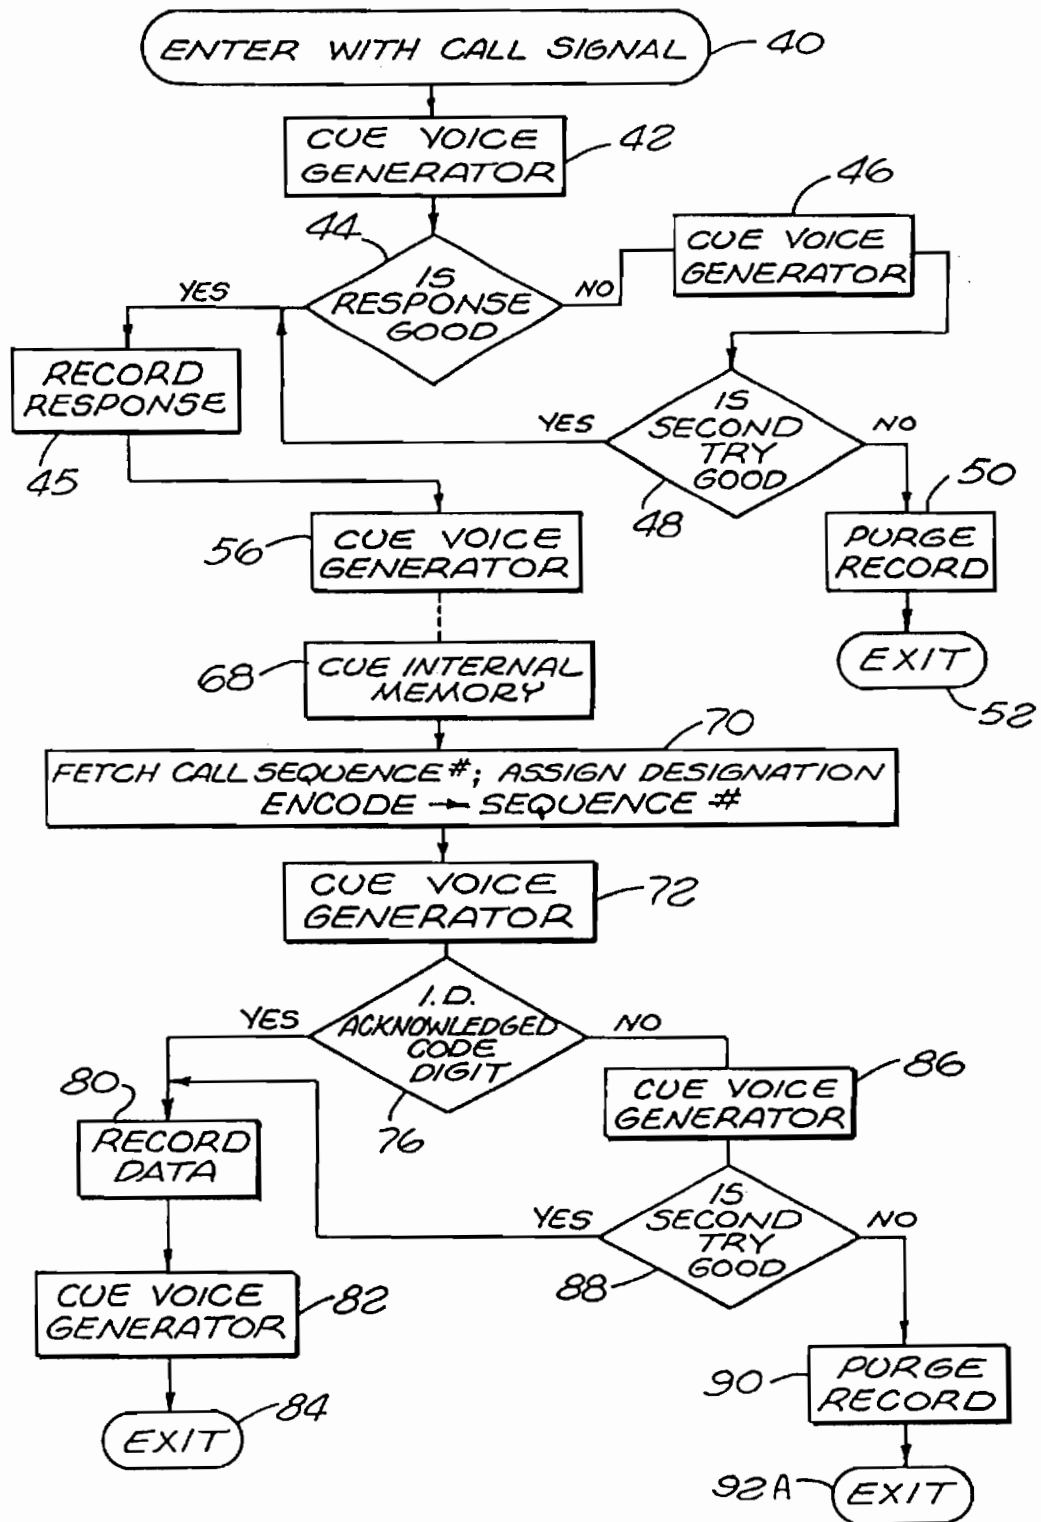 ENTER WITH CALL SIGNAL
40
CUE VOICE
GENERATOR
42
44
IS
RESPONSE
GOOD
YES
NO
46
CUE VOICE
GENERATOR
RECORD
RESPONSE
45
IS
SECOND
TRY
GOOD
YES
NO
48
50
PURGE
RECORD
EXIT
52
56
CUE VOICE
GENERATOR
68
CUE INTERNAL
MEMORY
70
FETCH CALL SEQUENCE #; ASSIGN DESIGNATION
ENCODE → SEQUENCE #
CUE VOICE
GENERATOR
72
I.D.
ACKNOWLEDGED
CODE
DIGIT
YES
NO
76
80
RECORD
DATA
86
CUE VOICE
GENERATOR
IS
SECOND
TRY
GOOD
YES
NO
88
CUE VOICE
GENERATOR
82
84
EXIT
90
PURGE
RECORD
92A
EXIT